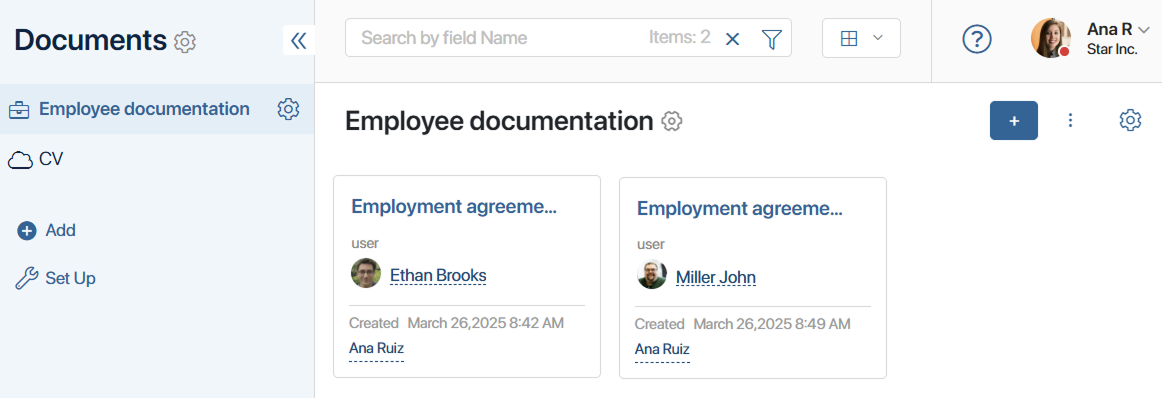 Documents
Employee documentation
CV
Add
Set Up
Search by field Name Items: 2
?
Ana R
Star Inc.
Employee documentation
+
Employment agreeme...
user
Ethan Brooks
Created March 26,2025 8:42 AM
Ana Ruiz
Employment agreeme...
user
Miller John
Created March 26,2025 8:49 AM
Ana Ruiz